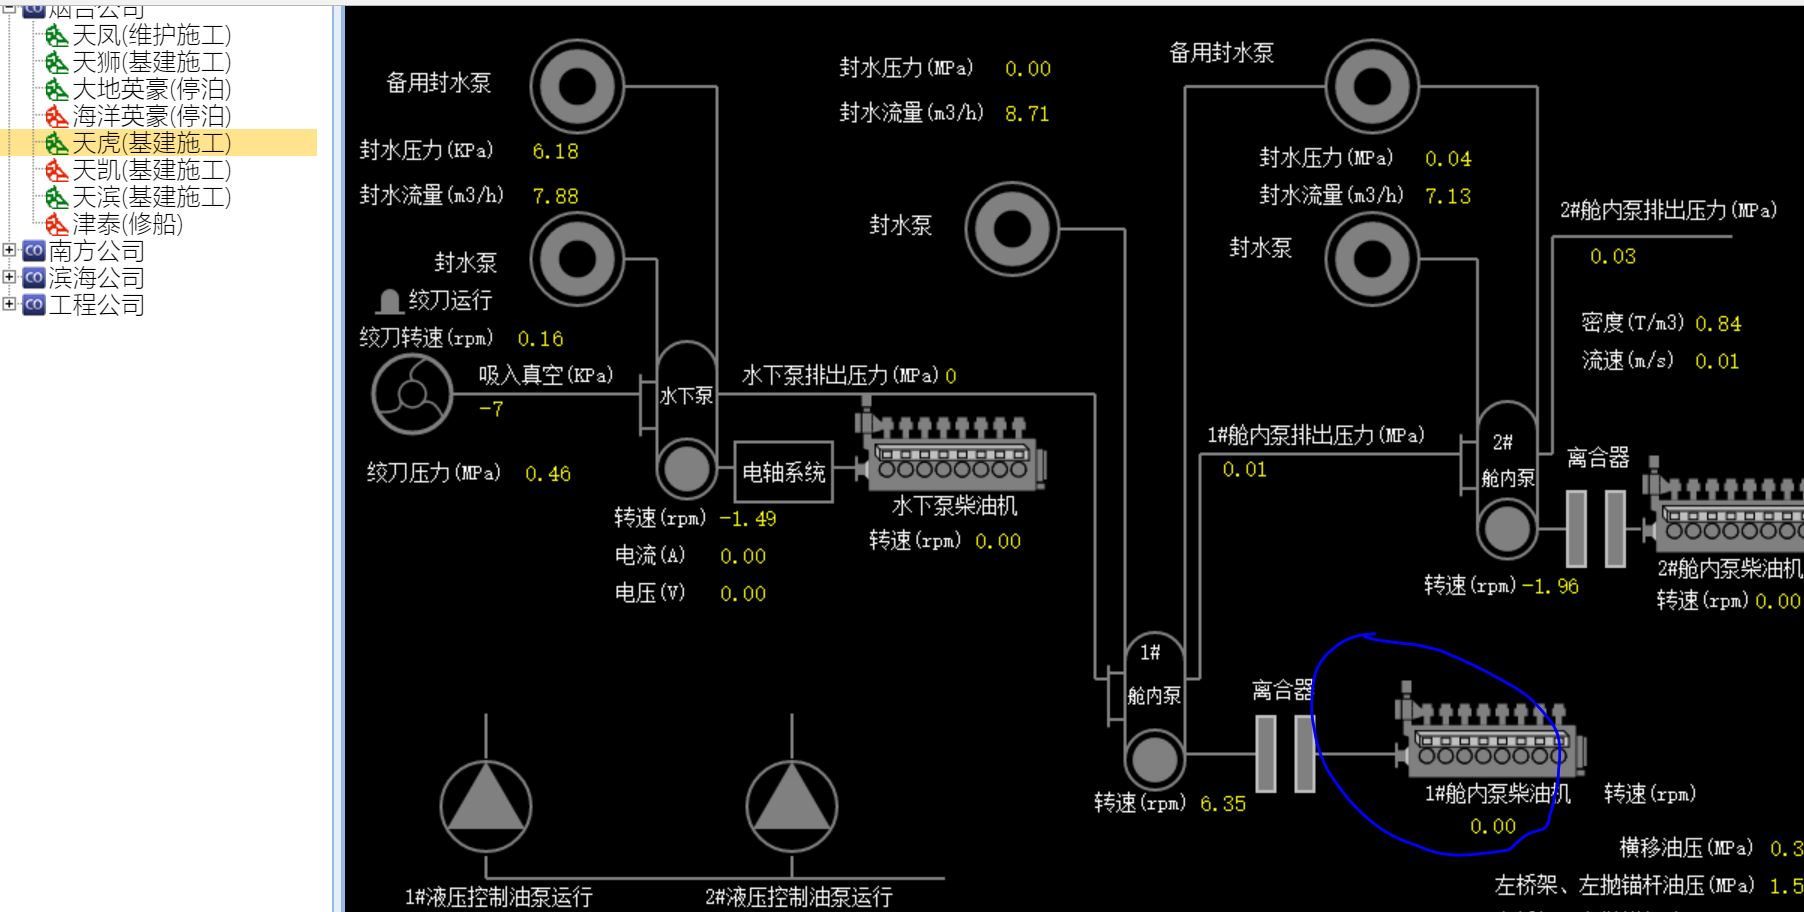 烟台公司
天凤(维护施工)
天狮(基建施工)
大地英豪(停泊)
海洋英豪(停泊)
天虎(基建施工)
天凯(基建施工)
天滨(基建施工)
津泰(修船)
南方公司
滨海公司
工程公司
备用封水泵
封水压力(KPa) 6.18
封水流量(m3/h) 7.88
封水泵
绞刀运行
绞刀转速(rpm) 0.16
吸入真空(KPa)
-7
绞刀压力(MPa) 0.46
水下泵
水下泵排出压力(MPa) 0
电轴系统
水下泵柴油机
转速(rpm) 0.00
转速(rpm) -1.49
电流(A) 0.00
电压(V) 0.00
封水压力(MPa) 0.00
封水流量(m3/h) 8.71
封水泵
备用封水泵
封水压力(MPa) 0.04
封水流量(m3/h) 7.13
封水泵
2#舱内泵排出压力(MPa)
0.03
密度(T/m3) 0.84
流速(m/s) 0.01
1#舱内泵排出压力(MPa)
0.01
2#
舱内泵
离合器
2#舱内泵柴油机
转速(rpm) 0.00
转速(rpm) -1.96
1#
舱内泵
离合器
转速(rpm) 6.35
1#舱内泵柴油机 转速(rpm)
0.00
横移油压(MPa) 0.3
左桥架、左抛锚杆油压(MPa) 1.5
1#液压控制油泵运行
2#液压控制油泵运行